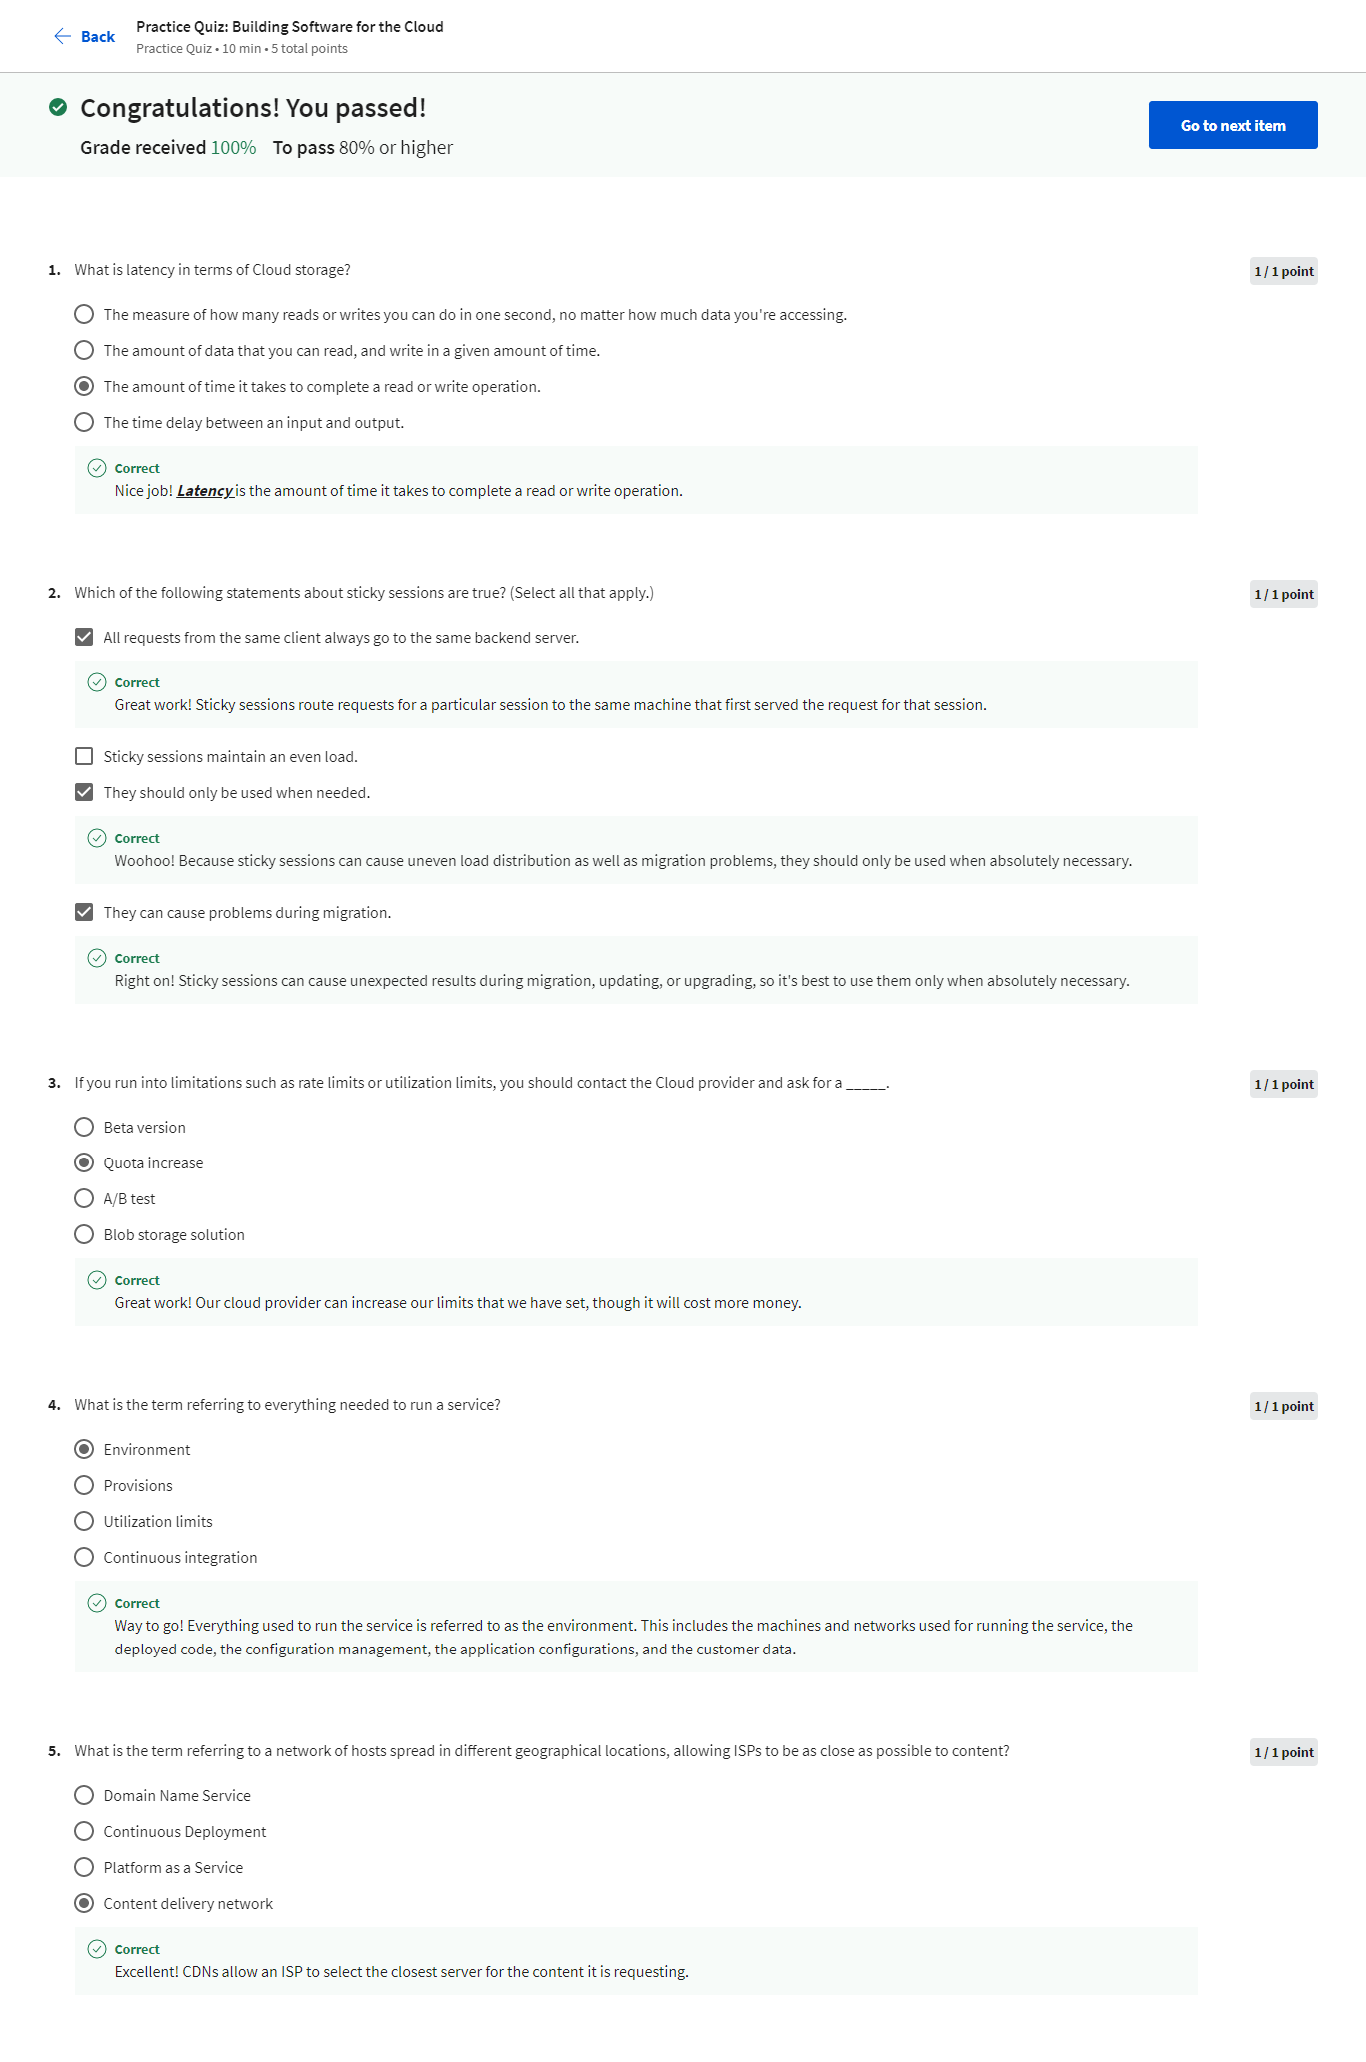 Back
Practice Quiz: Building Software for the Cloud
Practice Quiz • 10 min • 5 total points
Congratulations! You passed!
Grade received 100% To pass 80% or higher
Go to next item
1. What is latency in terms of Cloud storage?
1 / 1 point
The measure of how many reads or writes you can do in one second, no matter how much data you're accessing.
The amount of data that you can read, and write in a given amount of time.
The amount of time it takes to complete a read or write operation.
The time delay between an input and output.
Correct
Nice job! Latency is the amount of time it takes to complete a read or write operation.
2. Which of the following statements about sticky sessions are true? (Select all that apply.)
1 / 1 point
All requests from the same client always go to the same backend server.
Correct
Great work! Sticky sessions route requests for a particular session to the same machine that first served the request for that session.
Sticky sessions maintain an even load.
They should only be used when needed.
Correct
Woohoo! Because sticky sessions can cause uneven load distribution as well as migration problems, they should only be used when absolutely necessary.
They can cause problems during migration.
Correct
Right on! Sticky sessions can cause unexpected results during migration, updating, or upgrading, so it's best to use them only when absolutely necessary.
3. If you run into limitations such as rate limits or utilization limits, you should contact the Cloud provider and ask for a _____.
1 / 1 point
Beta version
Quota increase
A/B test
Blob storage solution
Correct
Great work! Our cloud provider can increase our limits that we have set, though it will cost more money.
4. What is the term referring to everything needed to run a service?
1 / 1 point
Environment
Provisions
Utilization limits
Continuous integration
Correct
Way to go! Everything used to run the service is referred to as the environment. This includes the machines and networks used for running the service, the
deployed code, the configuration management, the application configurations, and the customer data.
5. What is the term referring to a network of hosts spread in different geographical locations, allowing ISPs to be as close as possible to content?
1 / 1 point
Domain Name Service
Continuous Deployment
Platform as a Service
Content delivery network
Correct
Excellent! CDNs allow an ISP to select the closest server for the content it is requesting.